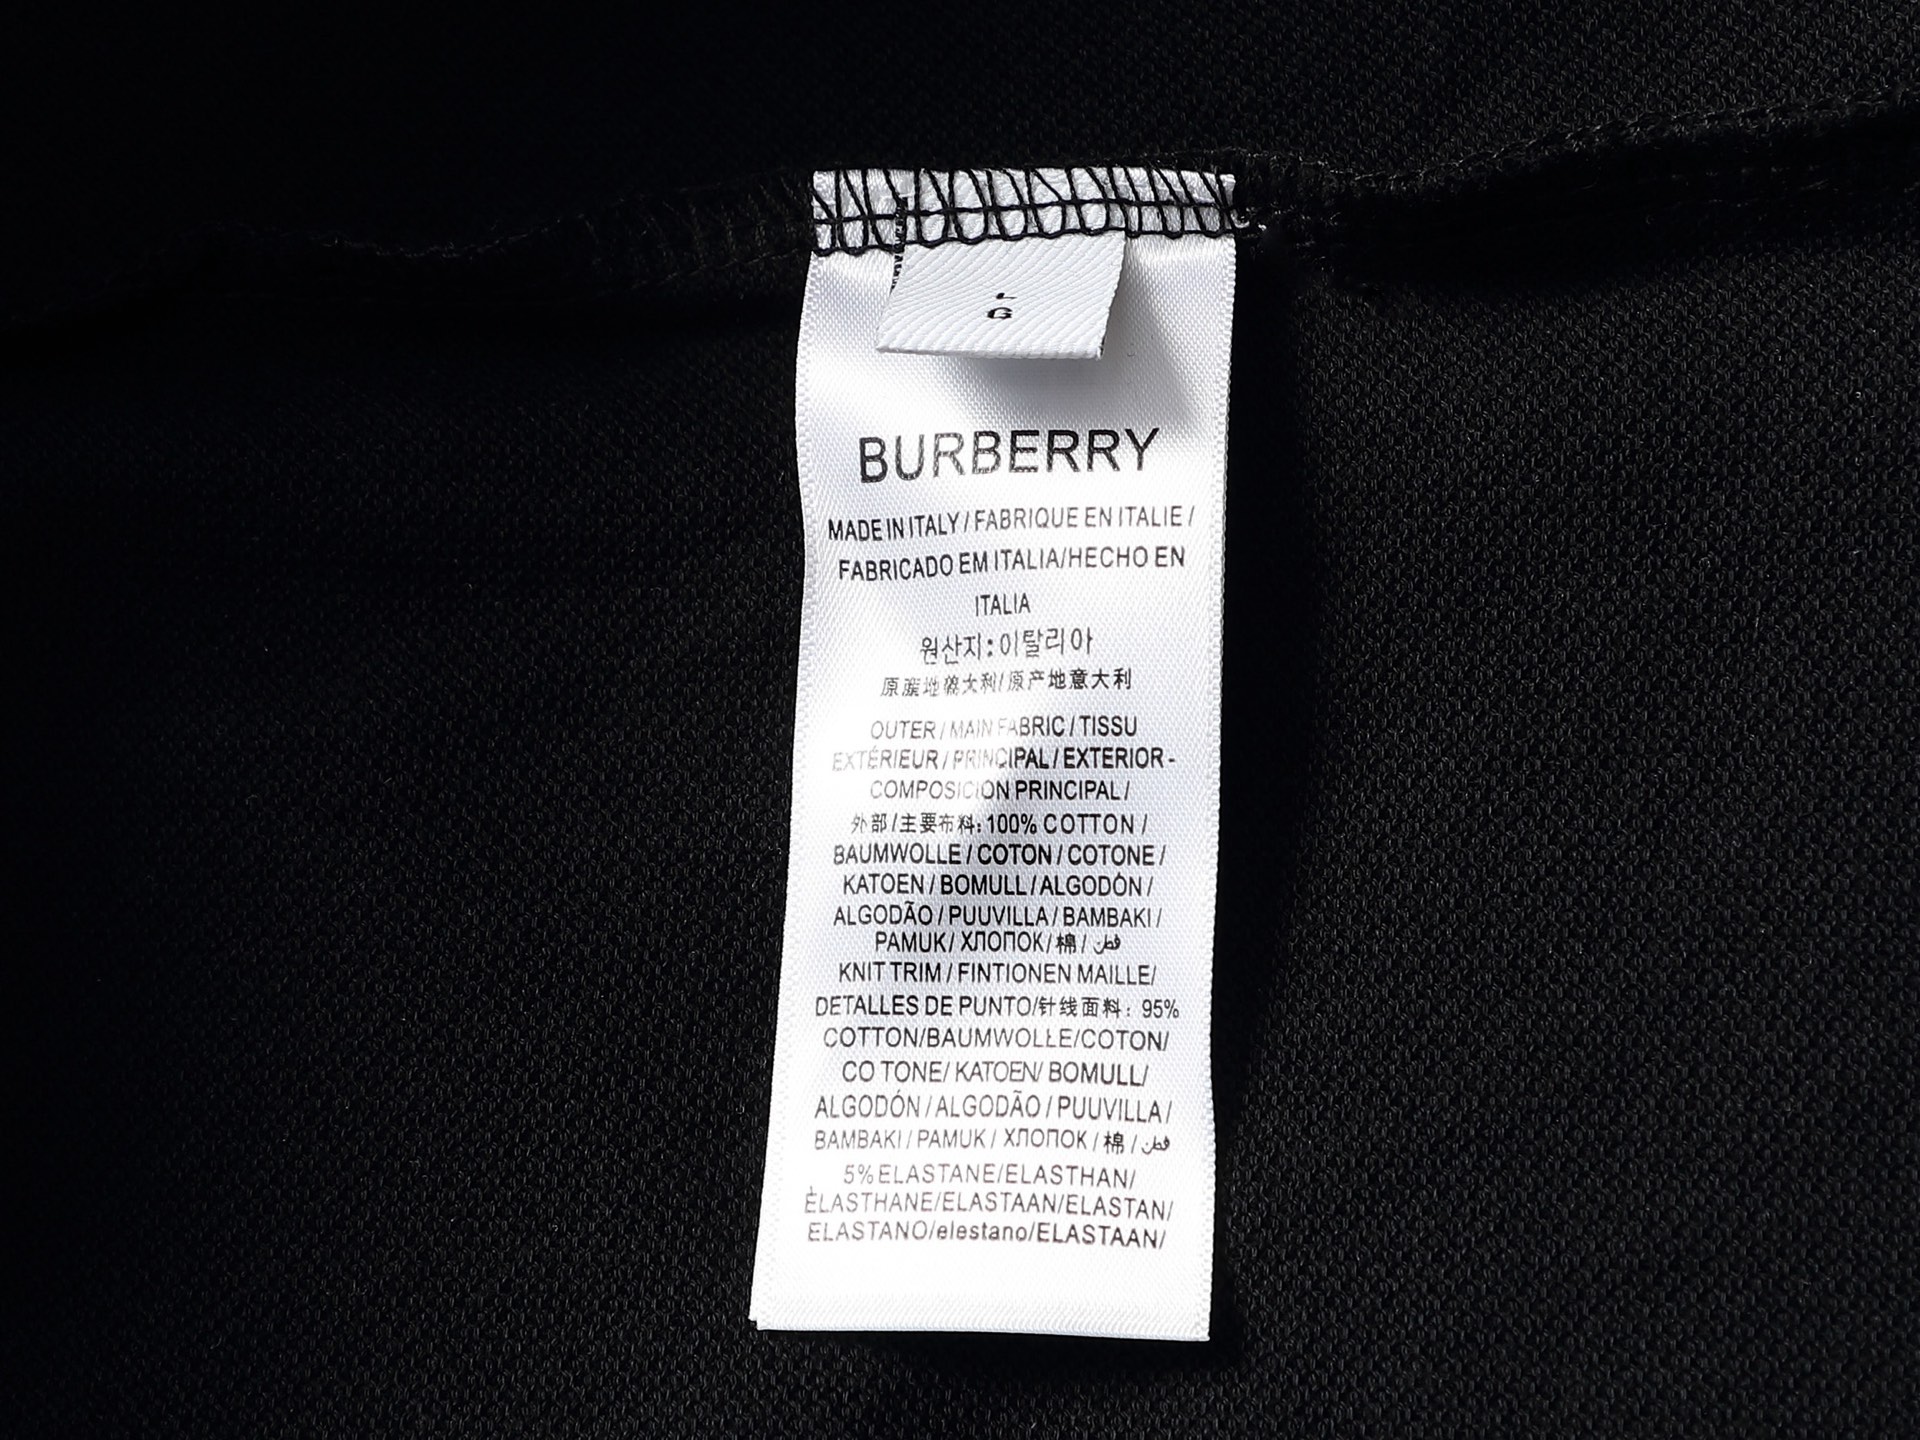 L
G
BURBERRY
MADE IN ITALY / FABRIQUE EN ITALIE /
FABRICADO EM ITALIA/HECHO EN
ITALIA
원산지:이탈리아
原産地意大利/原产地意大利
OUTER / MAIN FABRIC / TISSU
EXTÉRIEUR / PRINCIPAL / EXTERIOR -
COMPOSICION PRINCIPAL /
外部 / 主要布料: 100% COTTON /
BAUMWOLLE / COTON / COTONE /
KATOEN / BOMULL / ALGODÓN /
ALGODÃO / PUUVILLA / BAMBAKI /
PAMUK / ХЛОПОК / 棉 / قطن
KNIT TRIM / FINTIONEN MAILLE/
DETALLES DE PUNTO/针线面料: 95%
COTTON/BAUMWOLLE/COTON/
CO TONE/ KATOEN/ BOMULL/
ALGODÓN / ALGODÃO / PUUVILLA /
BAMBAKI / PAMUK / ХЛОПОК / 棉 / قطن
5% ELASTANE/ELASTHAN/
ÈLASTHANE/ELASTAAN/ELASTAN/
ELASTANO/elestano/ELASTAAN/